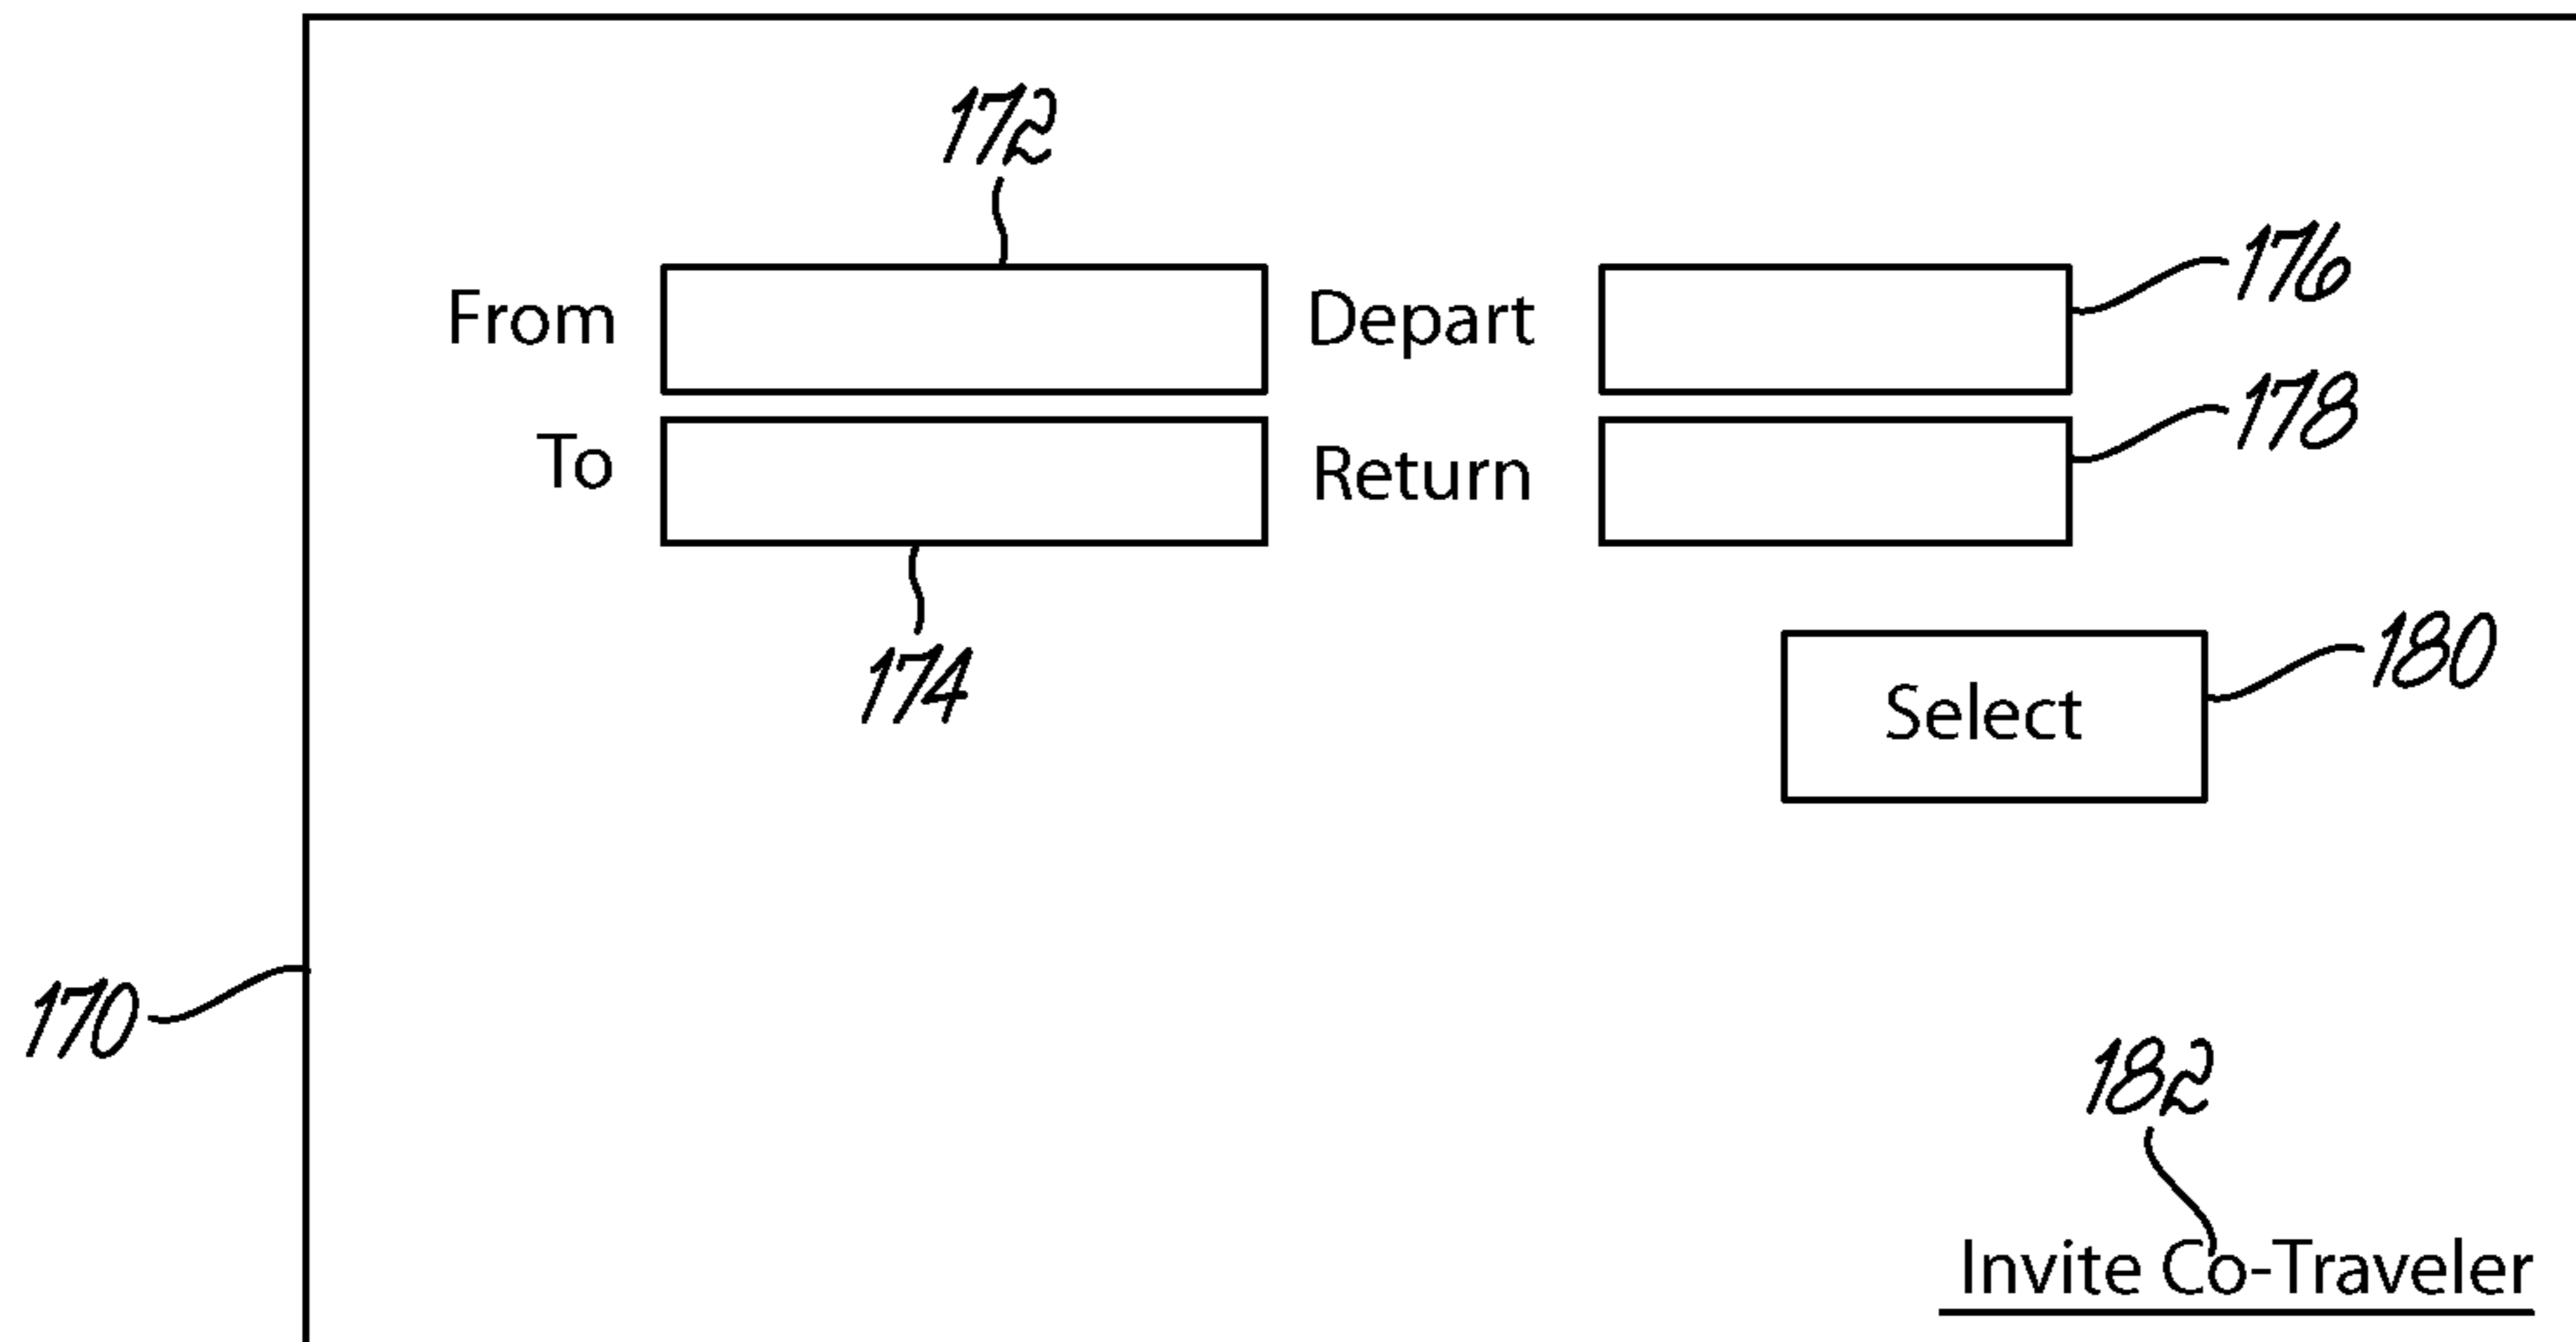 172
From Depart 176
To Return 178
174
Select 180
170
182
Invite Co-Traveler